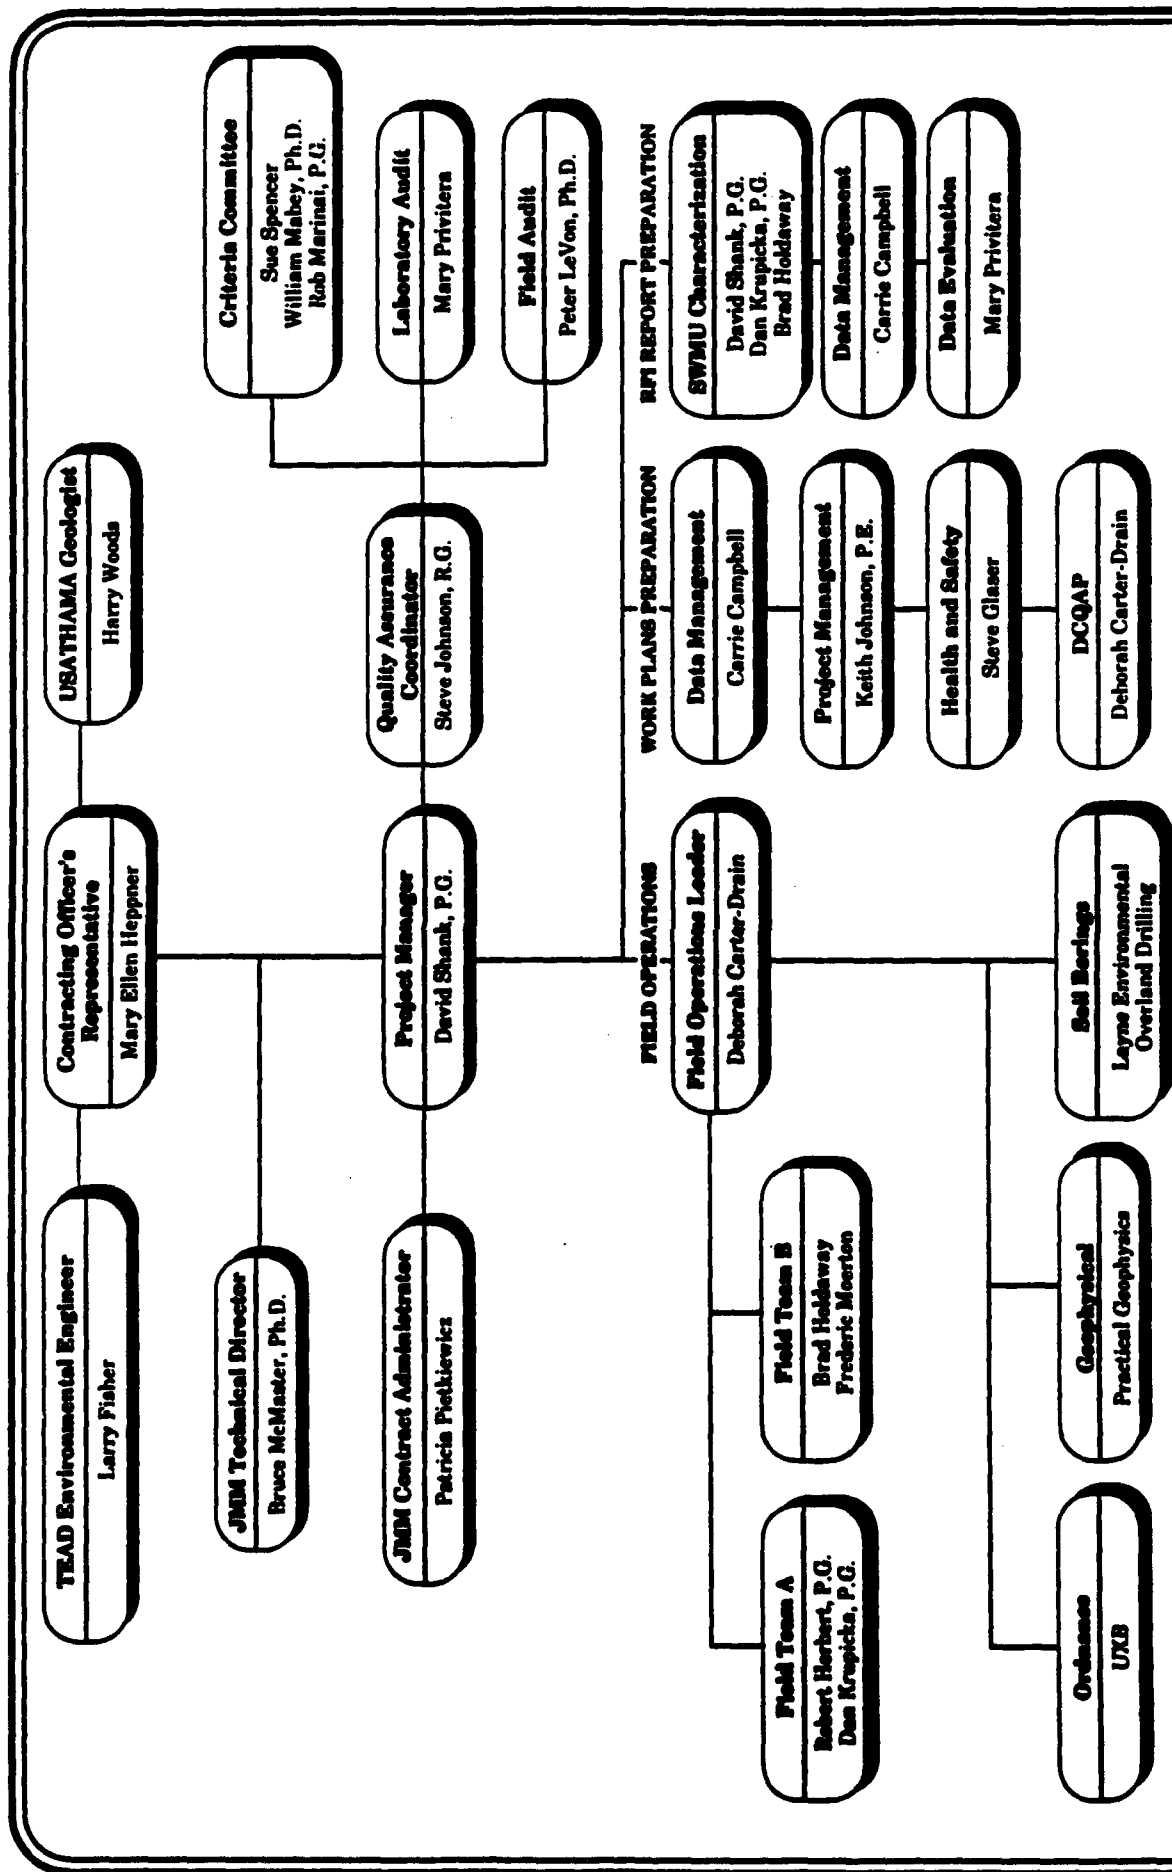 TEAD Environmental Engineer
Larry Fisher
Contracting Officer's
Representative
Mary Ellen Heppner
USATHAMA Geologist
Harry Woods
JMM Technical Director
Bruce McMaster, Ph.D.
Criteria Committee
Sue Spencer
William Mabey, Ph.D.
Rob Marinai, P.G.
JMM Contract Administrator
Patricia Pietkiewicz
Project Manager
David Shank, P.G.
Quality Assurance
Coordinator
Steve Johnson, R.G.
Laboratory Audit
Mary Privitera
Field Audit
Peter LeVon, Ph.D.
FIELD OPERATIONS
WORK PLANS PREPARATION
RFI REPORT PREPARATION
Field Operations Leader
Deborah Carter-Drain
Data Management
Carrie Campbell
SWMU Characterization
David Shank, P.G.
Dan Krupicka, P.G.
Brad Holdaway
Field Team A
Robert Herbert, P.G.
Dan Krupicka, P.G.
Field Team B
Brad Holdaway
Frederic Moerton
Project Management
Keith Johnson, P.E.
Data Management
Carrie Campbell
Health and Safety
Steve Glaser
Data Evaluation
Mary Privitera
Ordnance
UXB
Geophysical
Practical Geophysics
Soil Borings
Layne Environmental
Overland Drilling
DCQAP
Deborah Carter-Drain